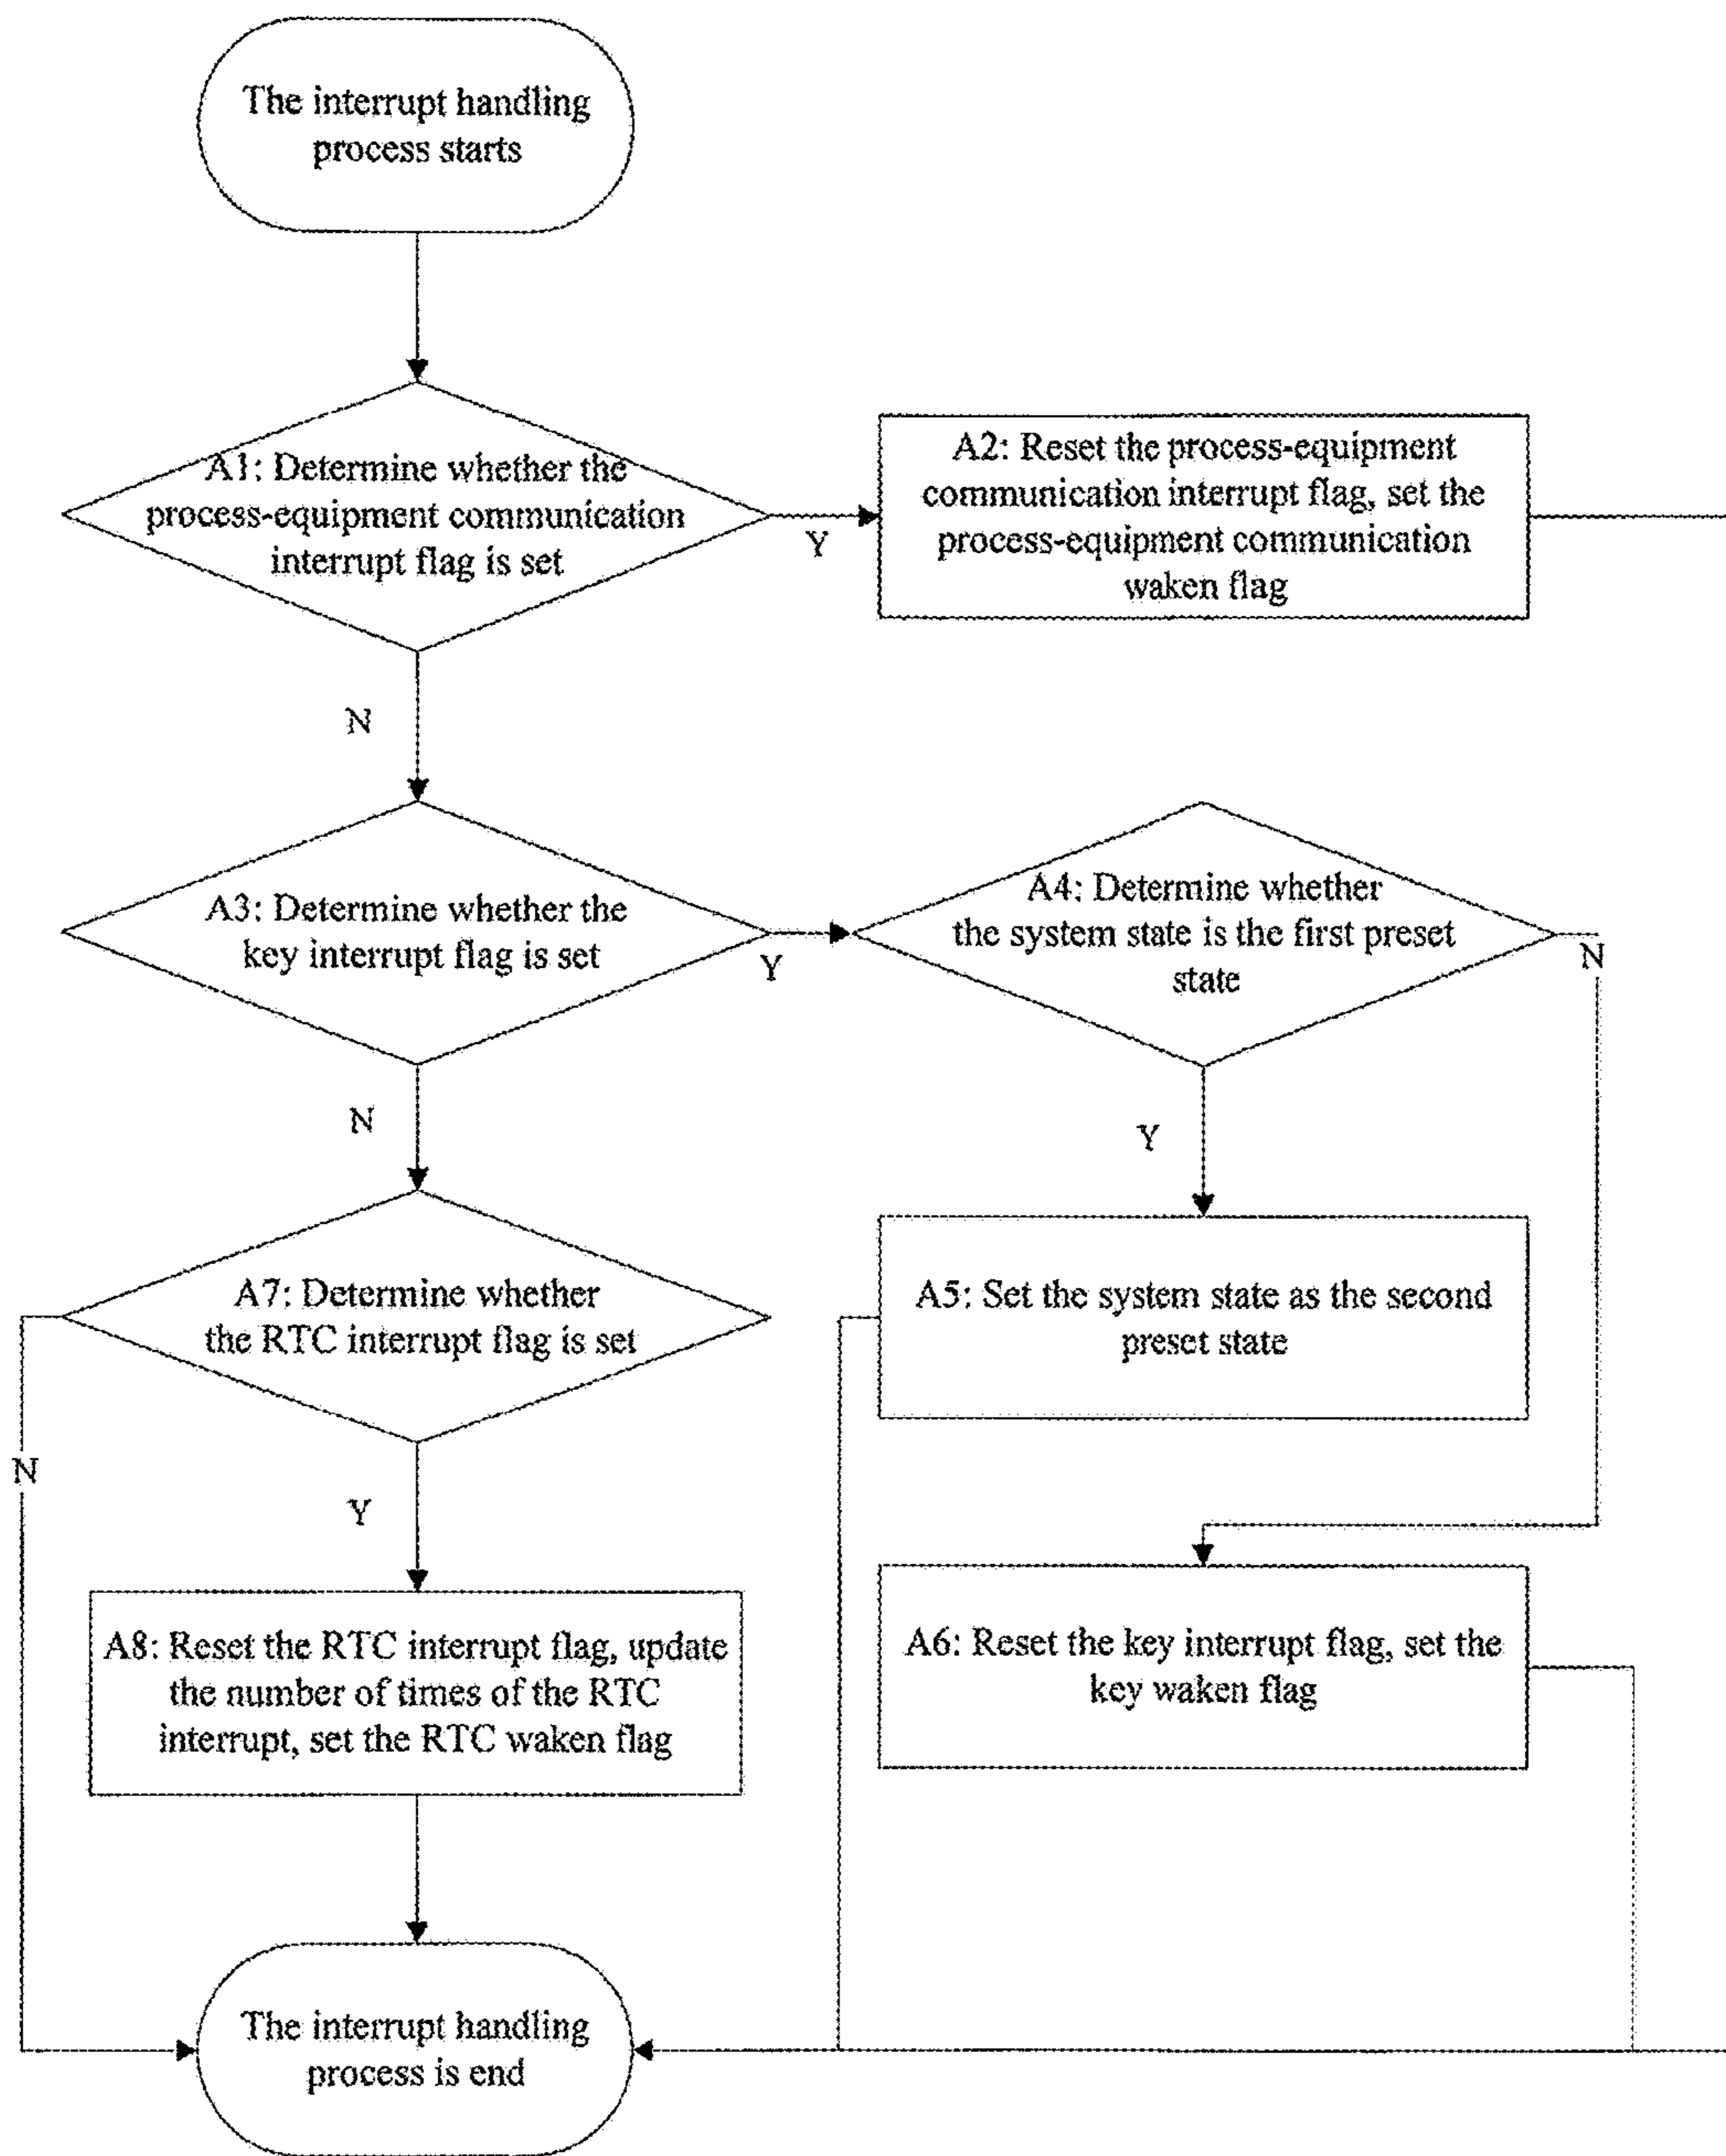 The interrupt handling
process starts
A1: Determine whether the
process-equipment communication
interrupt flag is set
Y
A2: Reset the process-equipment
communication interrupt flag, set the
process-equipment communication
waken flag
N
A3: Determine whether the
key interrupt flag is set
Y
A4: Determine whether
the system state is the first preset
state
N
N
Y
A7: Determine whether
the RTC interrupt flag is set
A5: Set the system state as the second
preset state
N
Y
A8: Reset the RTC interrupt flag, update
the number of times of the RTC
interrupt, set the RTC waken flag
A6: Reset the key interrupt flag, set the
key waken flag
The interrupt handling
process is end